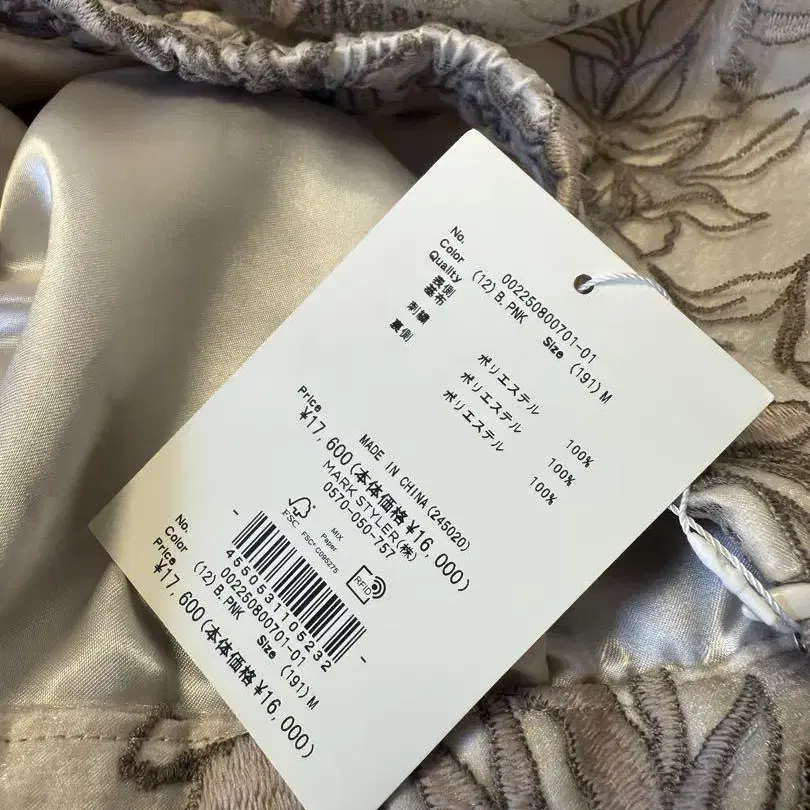 No. 002250800701-01
Color (12)B.PNK Size (191)M
Quality
表側
基布 ポリエステル 100%
刺繍 ポリエステル 100%
裏側 ポリエステル 100%
MADE IN CHINA(245020)
MARK STYLER(株)
0570-050-757
Price
¥17,600(本体価格¥16,000)
FSC
MIX
Paper
FSC® C095275
RFID
4550531105232
No. 002250800701-01
Color (12)B.PNK Size (191)M
Price
¥17,600(本体価格¥16,000)